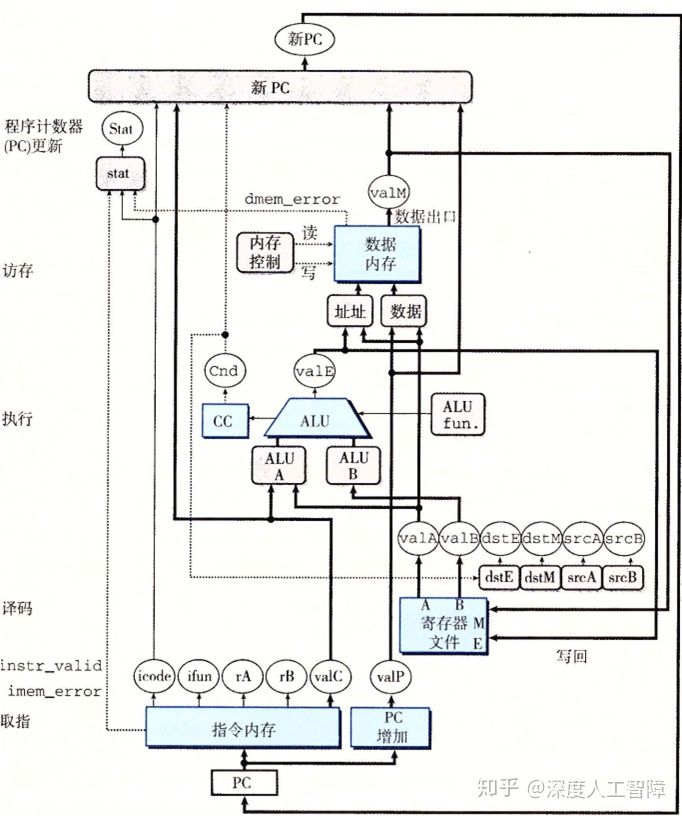 新PC
新 PC
程序计数器
(PC)更新
Stat
stat
dmem_error
valM
数据出口
内存
控制
读
写
数据
内存
访存
址址
数据
Cnd
valE
执行
CC
ALU
ALU
fun.
ALU
A
ALU
B
valA
valB
dstE
dstM
srcA
srcB
dstE
dstM
srcA
srcB
译码
A
B
寄存器
文件
M
E
写回
instr_valid
imem_error
icode
ifun
rA
rB
valC
valP
取指
指令内存
PC
增加
PC
知乎 @深度人工智障